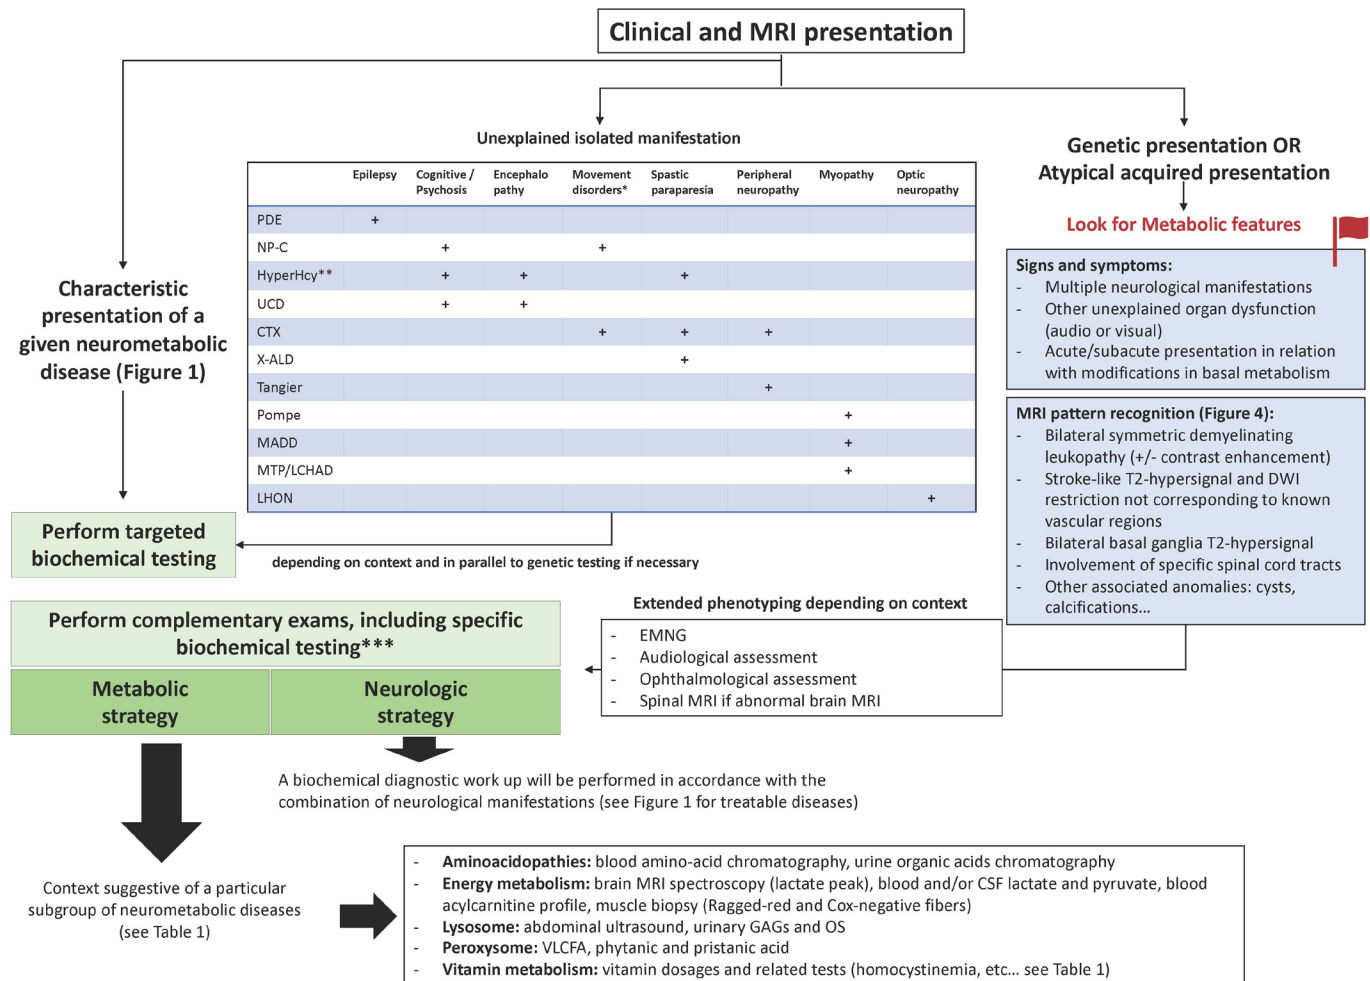 Clinical and MRI presentation
Unexplained isolated manifestation
Epilepsy
Cognitive /
Psychosis
Encephalo
pathy
Movement
disorders*
Spastic
paraparesia
Peripheral
neuropathy
Myopathy
Optic
neuropathy
PDE +
NP-C + +
HyperHcy** + + +
UCD + +
CTX + + +
X-ALD +
Tangier +
Pompe +
MADD +
MTP/LCHAD +
LHON +
depending on context and in parallel to genetic testing if necessary
Characteristic
presentation of a
given neurometabolic
disease (Figure 1)
Perform targeted
biochemical testing
Genetic presentation OR
Atypical acquired presentation
Look for Metabolic features
Signs and symptoms:
- Multiple neurological manifestations
- Other unexplained organ dysfunction
(audio or visual)
- Acute/subacute presentation in relation
with modifications in basal metabolism
MRI pattern recognition (Figure 4):
- Bilateral symmetric demyelinating
leukopathy (+/- contrast enhancement)
- Stroke-like T2-hypersignal and DWI
restriction not corresponding to known
vascular regions
- Bilateral basal ganglia T2-hypersignal
- Involvement of specific spinal cord tracts
- Other associated anomalies: cysts,
calcifications...
Extended phenotyping depending on context
- EMNG
- Audiological assessment
- Ophthalmological assessment
- Spinal MRI if abnormal brain MRI
Perform complementary exams, including specific
biochemical testing***
Metabolic
strategy
Neurologic
strategy
A biochemical diagnostic work up will be performed in accordance with the
combination of neurological manifestations (see Figure 1 for treatable diseases)
Context suggestive of a particular
subgroup of neurometabolic diseases
(see Table 1)
- Aminoacidopathies: blood amino-acid chromatography, urine organic acids chromatography
- Energy metabolism: brain MRI spectroscopy (lactate peak), blood and/or CSF lactate and pyruvate, blood
acylcarnitine profile, muscle biopsy (Ragged-red and Cox-negative fibers)
- Lysosome: abdominal ultrasound, urinary GAGs and OS
- Peroxysome: VLCFA, phytanic and pristanic acid
- Vitamin metabolism: vitamin dosages and related tests (homocystinemia, etc... see Table 1)